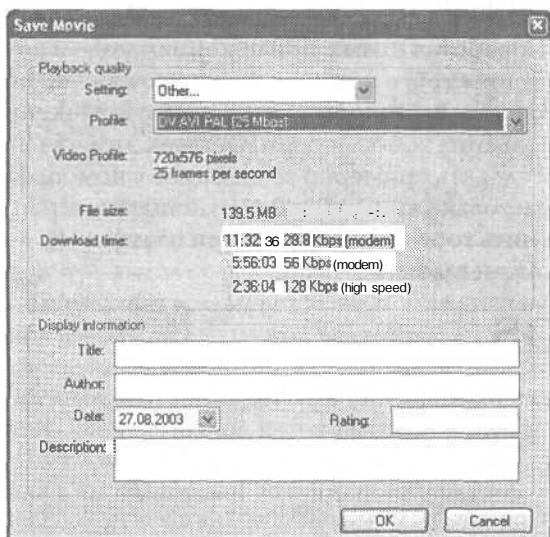 Save Movie
Playback quality
Setting: Other...
Profile: DV-AVI PAL (25 Mbps)
Video Profile: 720x576 pixels
25 frames per second
File size: 139.5 MB
Download time: 11:32:36 28.8 Kbps (modem)
5:56:03 56 Kbps (modem)
2:36:04 128 Kbps (high speed)
Display information
Title:
Author:
Date: 27.08.2003
Rating:
Description:
OK
Cancel